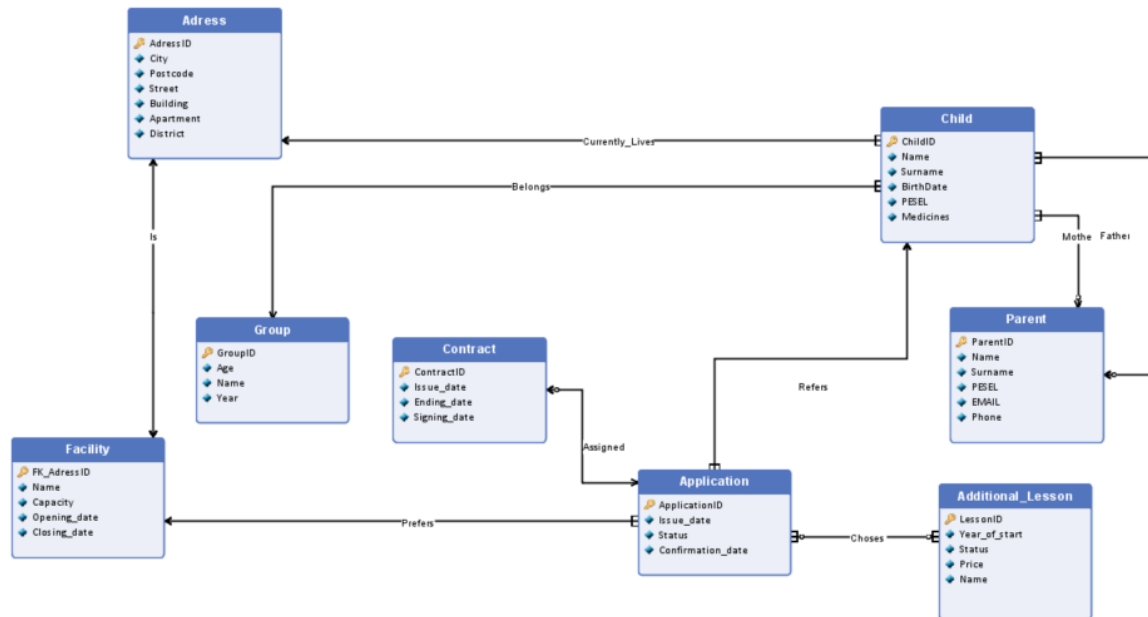 Adress
AdressID
City
Postcode
Street
Building
Apartment
District
Child
ChildID
Name
Surname
BirthDate
PESEL
Medicines
Currently_Lives
Belongs
Is
Mothe
Father
Group
GroupID
Age
Name
Year
Contract
ContractID
Issue_date
Ending_date
Signing_date
Parent
ParentID
Name
Surname
PESEL
EMAIL
Phone
Refers
Assigned
Facility
FK_AdressID
Name
Capacity
Opening_date
Closing_date
Prefers
Application
ApplicationID
Issue_date
Status
Confirmation_date
Choses
Additional_Lesson
LessonID
Year_of_start
Status
Price
Name